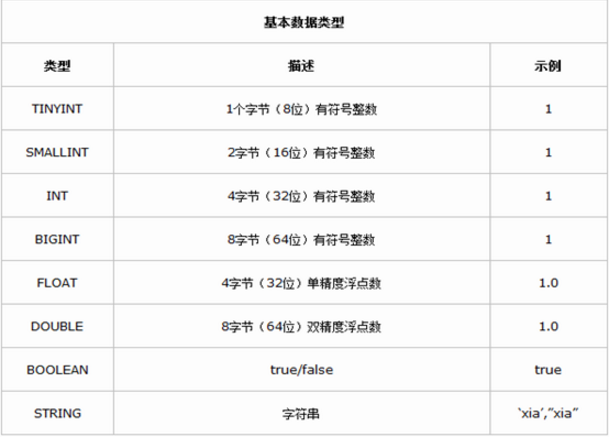 基本数据类型
类型 描述 示例
TINYINT 1个字节（8位）有符号整数 1
SMALLINT 2字节（16位）有符号整数 1
INT 4字节（32位）有符号整数 1
BIGINT 8字节（64位）有符号整数 1
FLOAT 4字节（32位）单精度浮点数 1.0
DOUBLE 8字节（64位）双精度浮点数 1.0
BOOLEAN true/false true
STRING 字符串 ‘xia’,”xia”